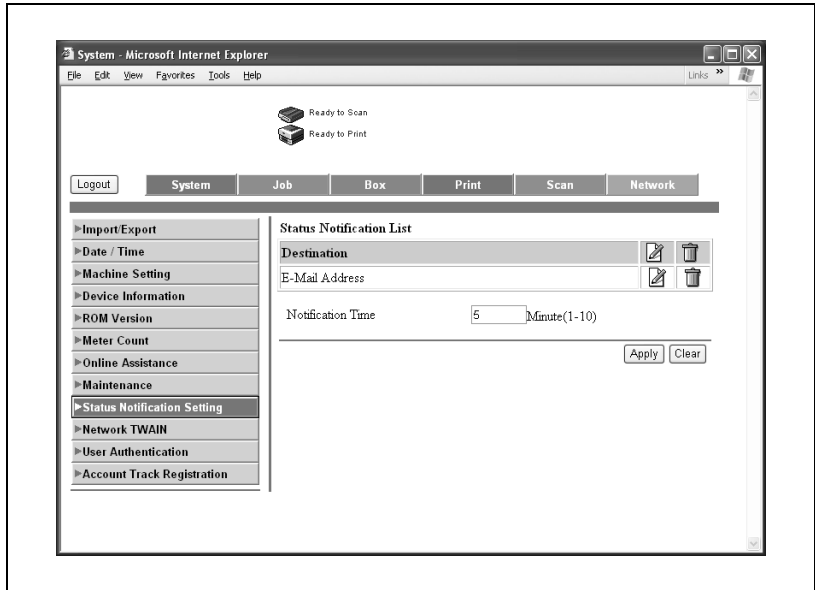 System - Microsoft Internet Explorer
File Edit View Favorites Tools Help Links »
Ready to Scan
Ready to Print
Logout System Job Box Print Scan Network
Import/Export
Date / Time
Machine Setting
Device Information
ROM Version
Meter Count
Online Assistance
Maintenance
Status Notification Setting
Network TWAIN
User Authentication
Account Track Registration
Status Notification List
Destination
E-Mail Address
Notification Time 5 Minute(1-10)
Apply Clear